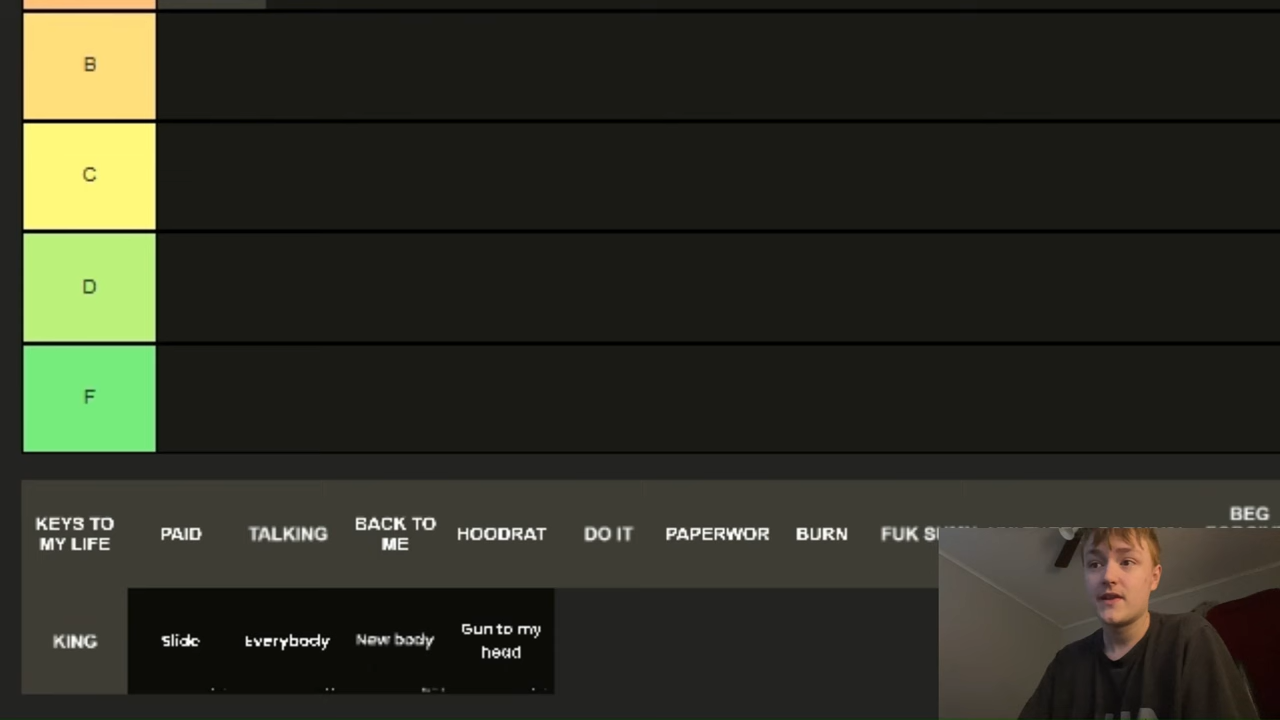 B
C
D
F
KEYS TO
MY LIFE
PAID
TALKING
BACK TO
ME
HOODRAT
DO IT
PAPERWOR
BURN
FUK
BEG
KING
Slide
Everybody
New body
Gun to my
head